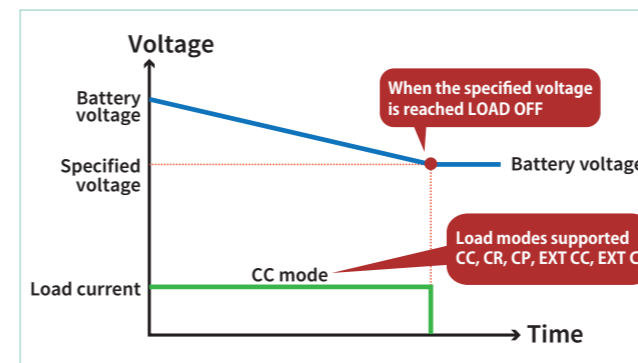 Voltage
Battery
voltage
When the specified voltage
is reached LOAD OFF
Specified
voltage
Battery voltage
Load modes supported
CC, CR, CP, EXT CC, EXT C
CC mode
Load current
Time